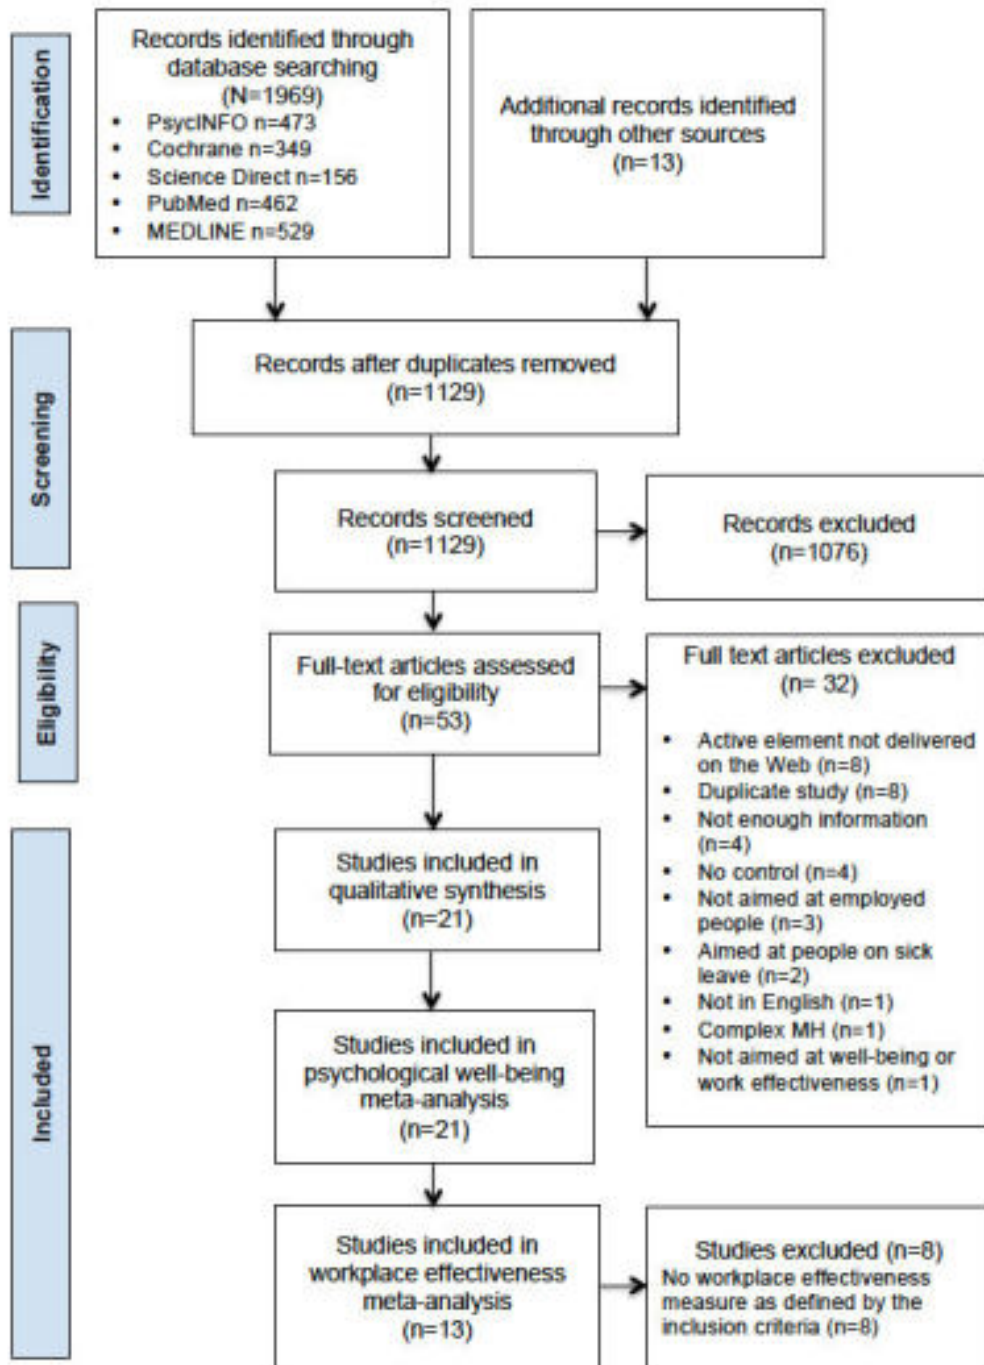 Identification
Records identified through
database searching
(N=1969)
• PsycINFO n=473
• Cochrane n=349
• Science Direct n=156
• PubMed n=462
• MEDLINE n=529
Additional records identified
through other sources
(n=13)
Screening
Records after duplicates removed
(n=1129)
Records screened
(n=1129)
Records excluded
(n=1076)
Eligibility
Full-text articles assessed
for eligibility
(n=53)
Full text articles excluded
(n= 32)
• Active element not delivered
on the Web (n=8)
• Duplicate study (n=8)
• Not enough information
(n=4)
• No control (n=4)
• Not aimed at employed
people (n=3)
• Aimed at people on sick
leave (n=2)
• Not in English (n=1)
• Complex MH (n=1)
• Not aimed at well-being or
work effectiveness (n=1)
Included
Studies included in
qualitative synthesis
(n=21)
Studies included in
psychological well-being
meta-analysis
(n=21)
Studies included in
workplace effectiveness
meta-analysis
(n=13)
Studies excluded (n=8)
No workplace effectiveness
measure as defined by the
inclusion criteria (n=8)